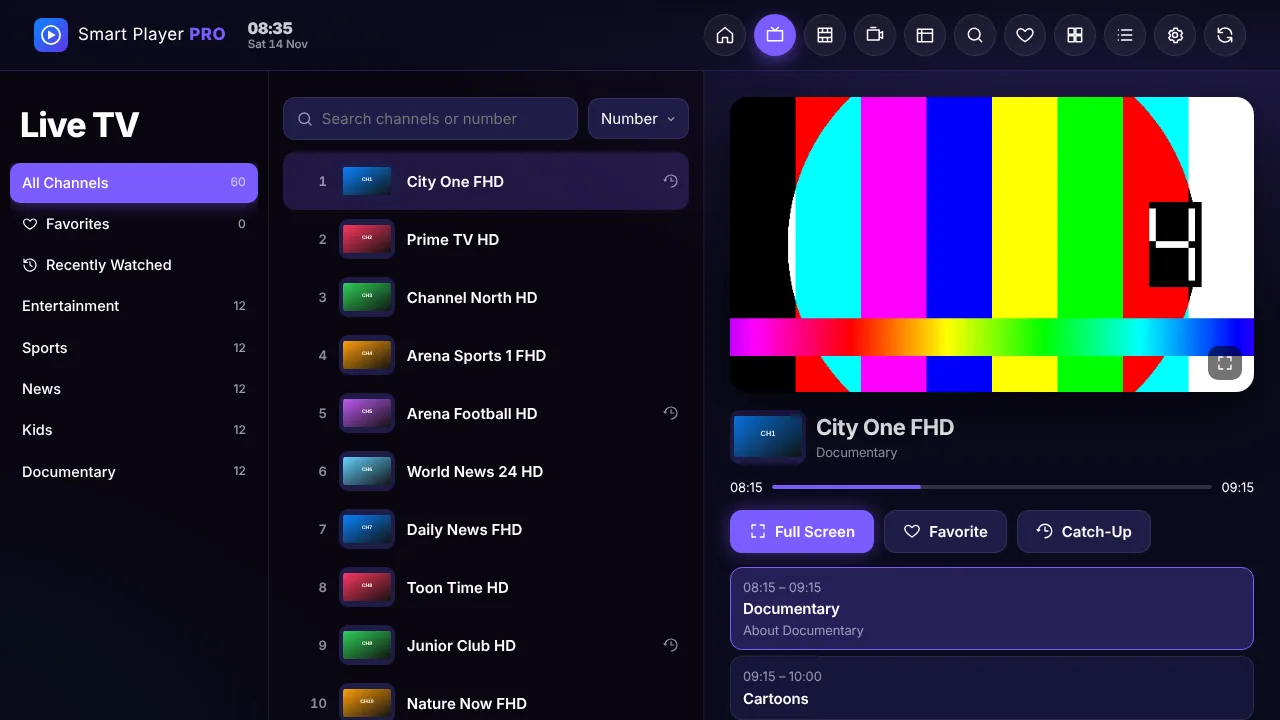 Smart Player PRO
08:35
Sat 14 Nov
Live TV
All Channels 60
Favorites 0
Recently Watched
Entertainment 12
Sports 12
News 12
Kids 12
Documentary 12
Search channels or number
Number
1 CH1 City One FHD
2 CH2 Prime TV HD
3 CH3 Channel North HD
4 CH4 Arena Sports 1 FHD
5 CH5 Arena Football HD
6 CH6 World News 24 HD
7 CH7 Daily News FHD
8 CH8 Toon Time HD
9 CH9 Junior Club HD
10 CH10 Nature Now FHD
4
CH1
City One FHD
Documentary
08:15 09:15
Full Screen
Favorite
Catch-Up
08:15 – 09:15
Documentary
About Documentary
09:15 – 10:00
Cartoons